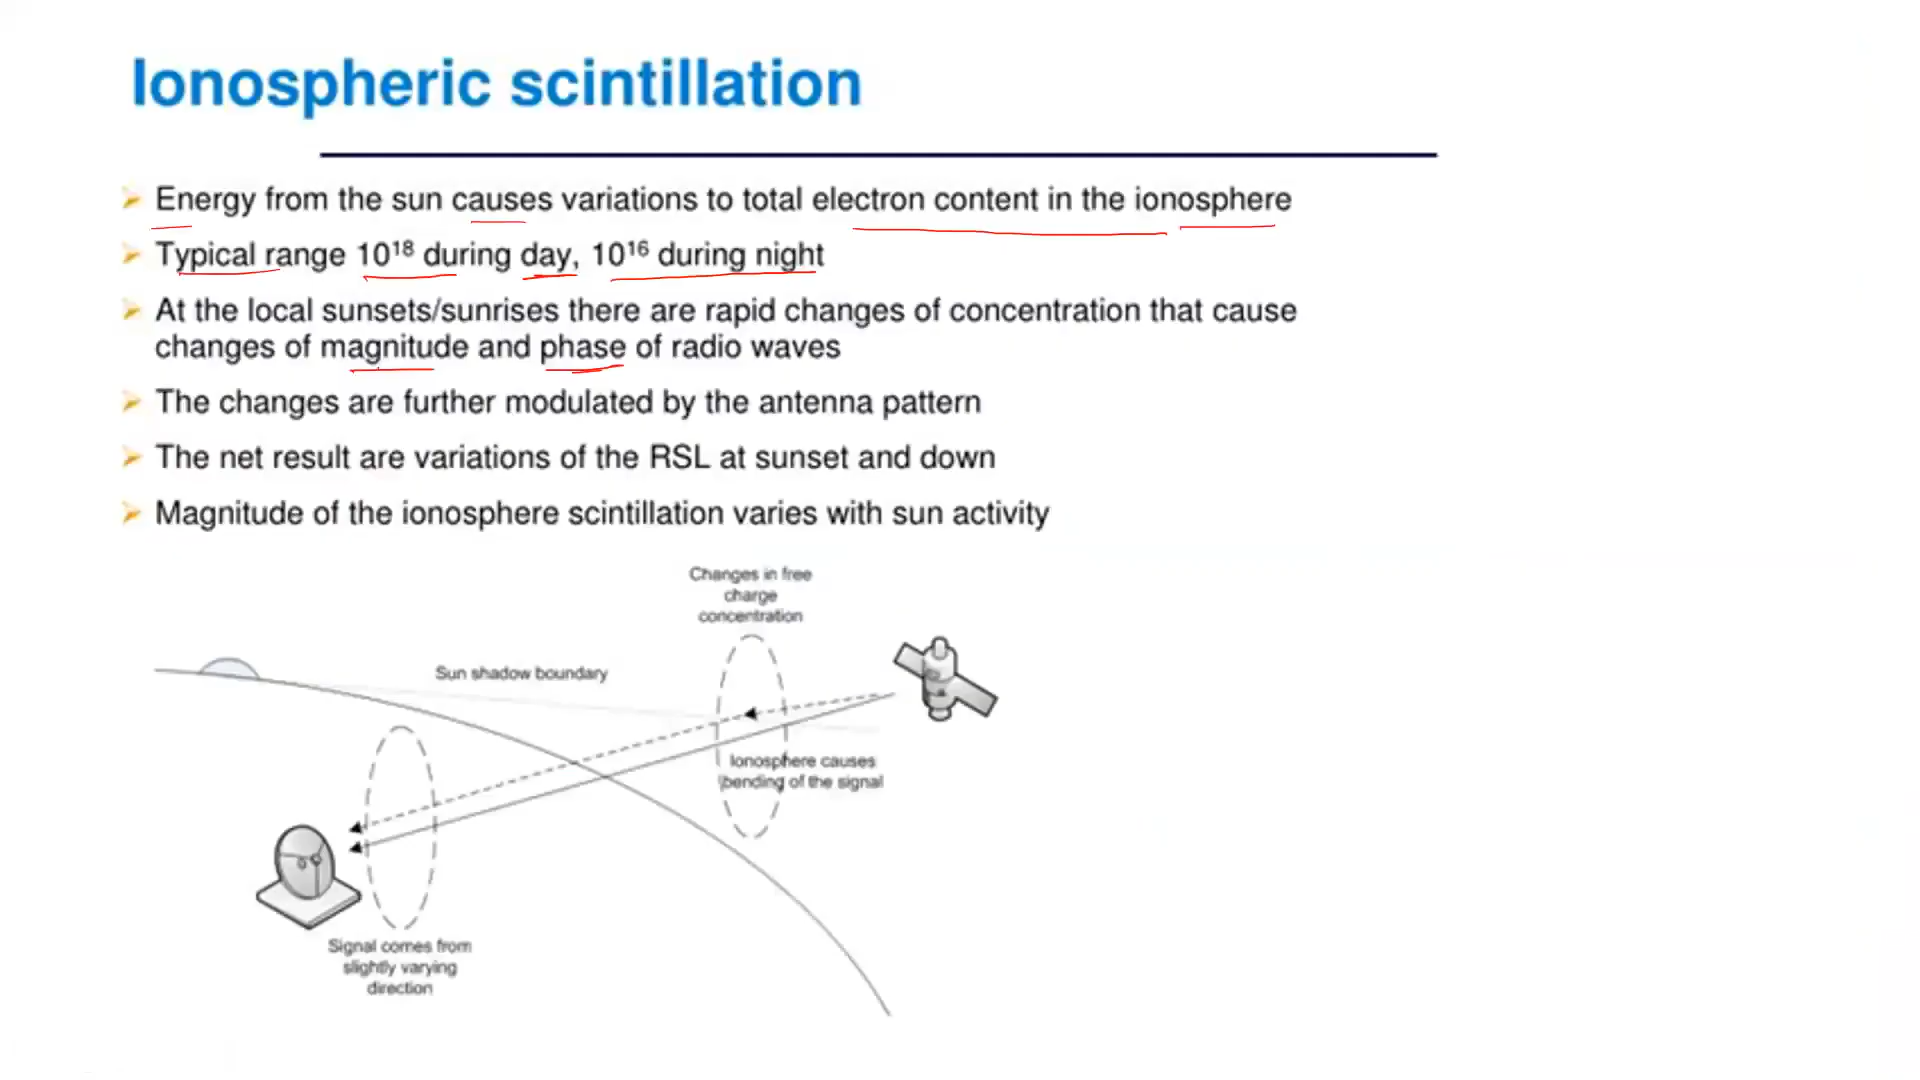 Ionospheric scintillation
Energy from the sun causes variations to total electron content in the ionosphere
Typical range 10¹⁸ during day, 10¹⁶ during night
At the local sunsets/sunrises there are rapid changes of concentration that cause
changes of magnitude and phase of radio waves
The changes are further modulated by the antenna pattern
The net result are variations of the RSL at sunset and down
Magnitude of the ionosphere scintillation varies with sun activity
Changes in free
charge
concentration
Sun shadow boundary
Ionosphere causes
bending of the signal
Signal comes from
slightly varying
direction